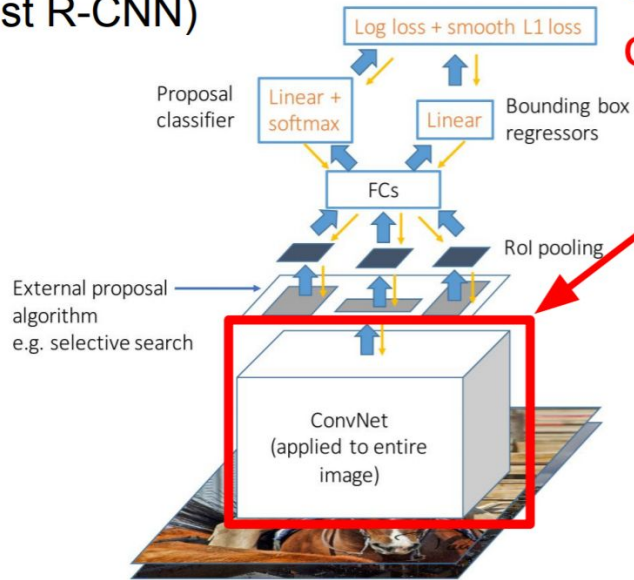 st R-CNN)
Log loss + smooth L1 loss
Proposal
classifier
Linear +
softmax
Linear
Bounding box
regressors
FCs
RoI pooling
External proposal
algorithm
e.g. selective search
ConvNet
(applied to entire
image)